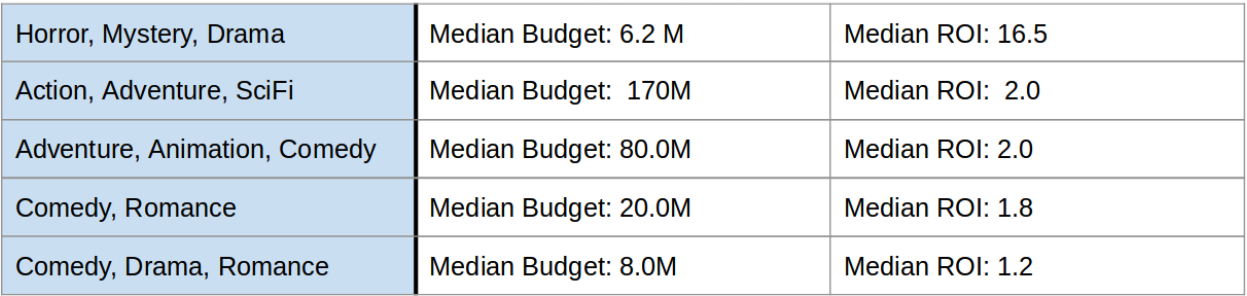 Horror, Mystery, Drama Median Budget: 6.2 M Median ROI: 16.5
Action, Adventure, SciFi Median Budget:  170M Median ROI:  2.0
Adventure, Animation, Comedy Median Budget: 80.0M Median ROI: 2.0
Comedy, Romance Median Budget: 20.0M Median ROI: 1.8
Comedy, Drama, Romance Median Budget: 8.0M Median ROI: 1.2